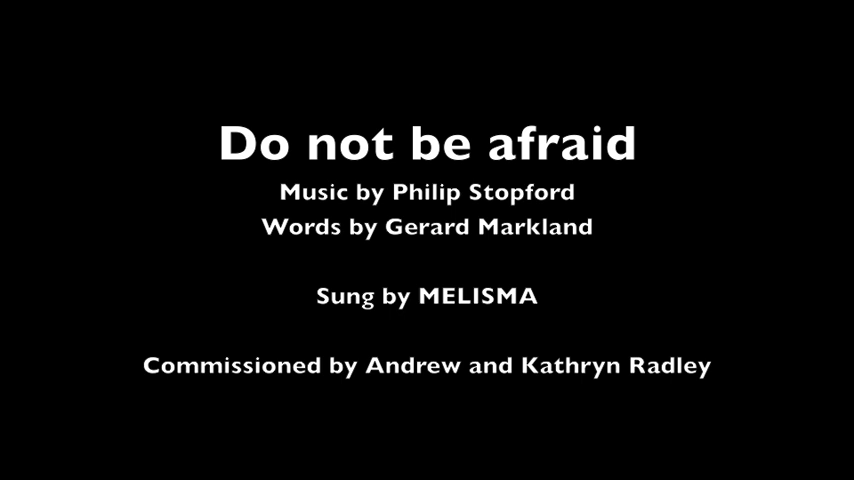 Do not be afraid
Music by Philip Stopford
Words by Gerard Markland
Sung by MELISMA
Commissioned by Andrew and Kathryn Radley